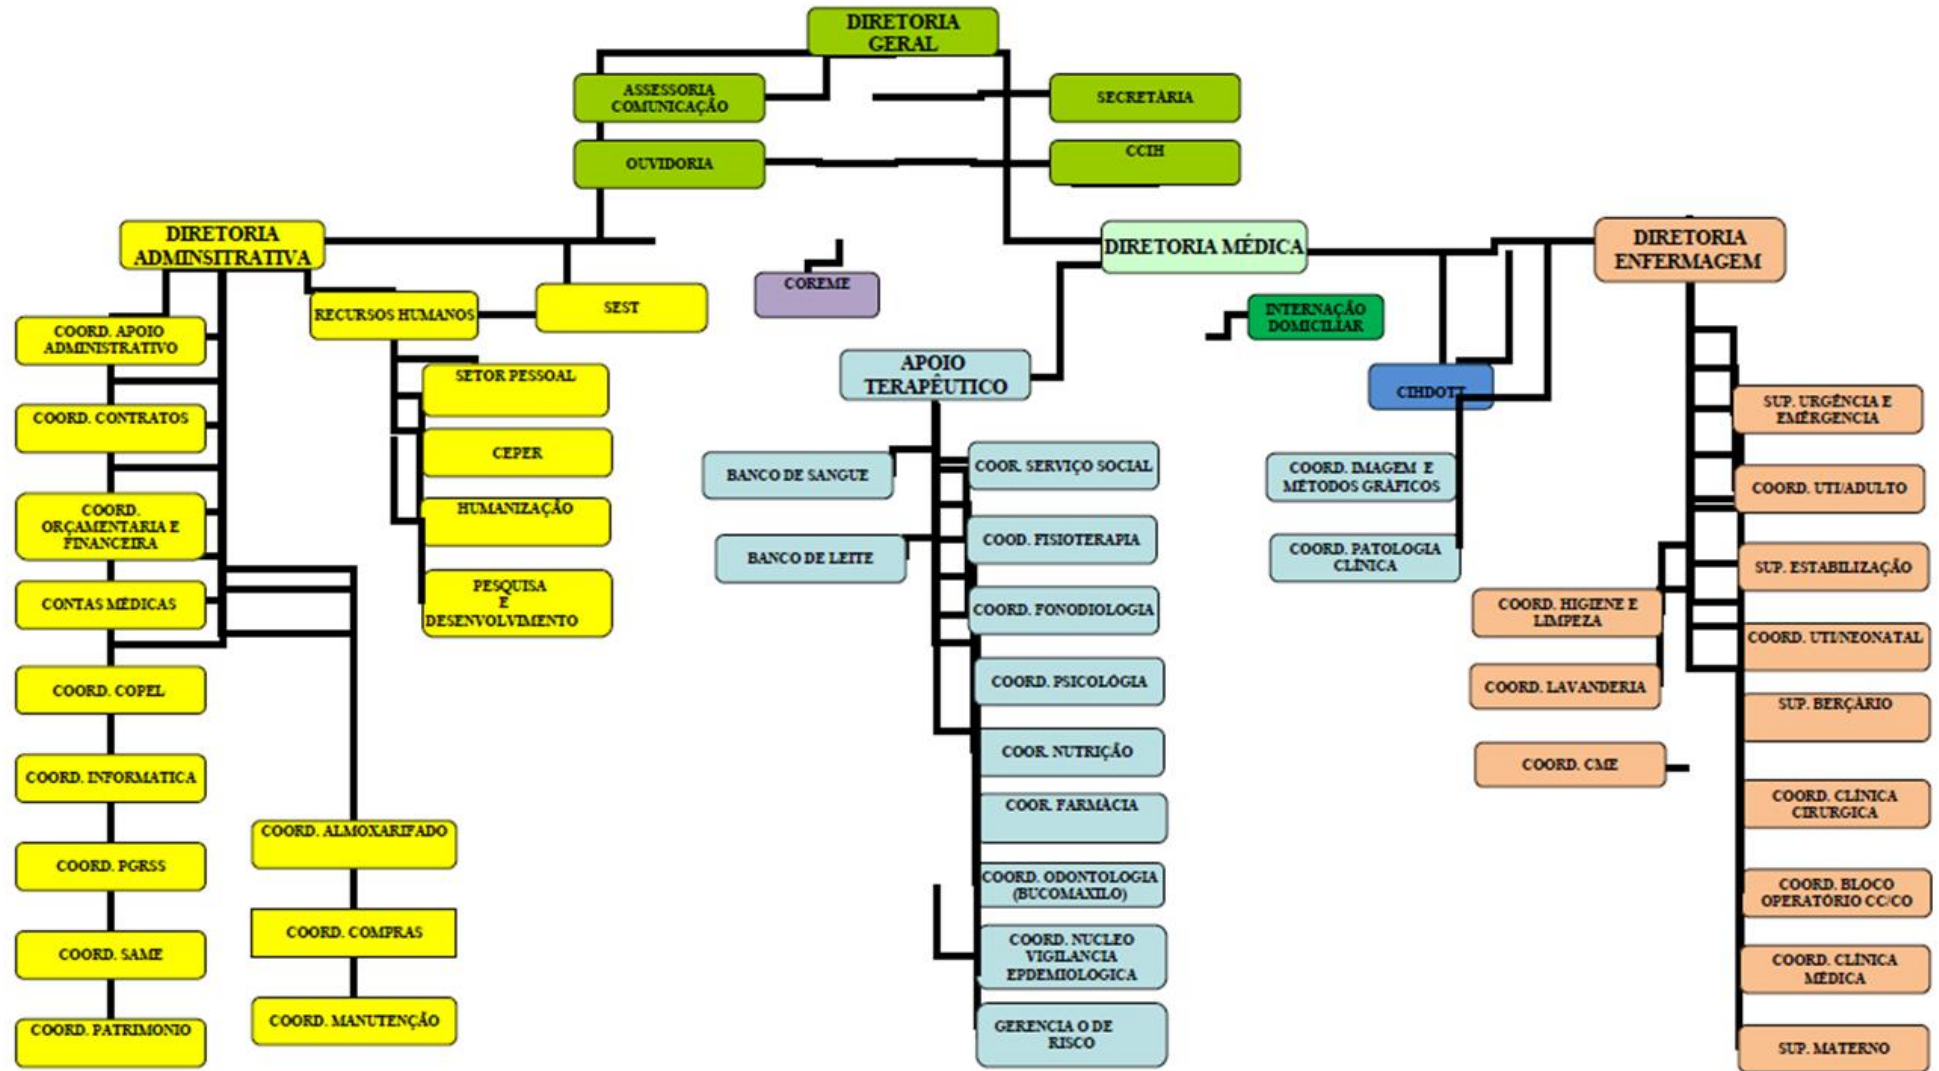 DIRETORIA
GERAL
ASSESSORIA
COMUNICAÇÃO
SECRETÁRIA
OUVIDORIA
CCIH
DIRETORIA
ADMINSITRATIVA
DIRETORIA MÉDICA
DIRETORIA
ENFERMAGEM
COREME
RECURSOS HUMANOS
SEST
INTERNAÇÃO
DOMICILIAR
COORD. APOIO
ADMINISTRATIVO
APOIO
TERAPÊUTICO
SETOR PESSOAL
CIHDOTT
SUP. URGÊNCIA E
EMÊRGENCIA
COORD. CONTRATOS
CEPER
BANCO DE SANGUE
COOR. SERVIÇO SOCIAL
COORD. IMAGEM E
MÉTODOS GRÁFICOS
COORD. UTI/ADULTO
COORD.
ORÇAMENTARIA E
FINANCEIRA
HUMANIZAÇÃO
BANCO DE LEITE
COOD. FISIOTERAPIA
COORD. PATOLOGIA
CLÍNICA
SUP. ESTABILIZAÇÃO
CONTAS MÉDICAS
PESQUISA
E
DESENVOLVIMENTO
COORD. FONODIOLOGIA
COORD. HIGIENE E
LIMPEZA
COORD. UTI/NEONATAL
COORD. COPEL
COORD. PSICOLÓGIA
COORD. LAVANDERIA
SUP. BERÇÁRIO
COORD. INFORMATICA
COOR. NUTRIÇÃO
COORD. CME
COORD. ALMOXARIFADO
COOR. FARMÀCIA
COORD. CLÍNICA
CIRURGICA
COORD. PGRSS
COORD. ODONTOLOGIA
(BUCOMAXILO)
COORD. BLOCO
OPERATÓRIO CC/CO
COORD. COMPRAS
COORD. SAME
COORD. NUCLEO
VIGILANCIA
EPDEMIOLOGICA
COORD. CLÍNICA
MÉDICA
COORD. MANUTENÇÃO
COORD. PATRIMONIO
GERENCIA O DE
RISCO
SUP. MATERNO